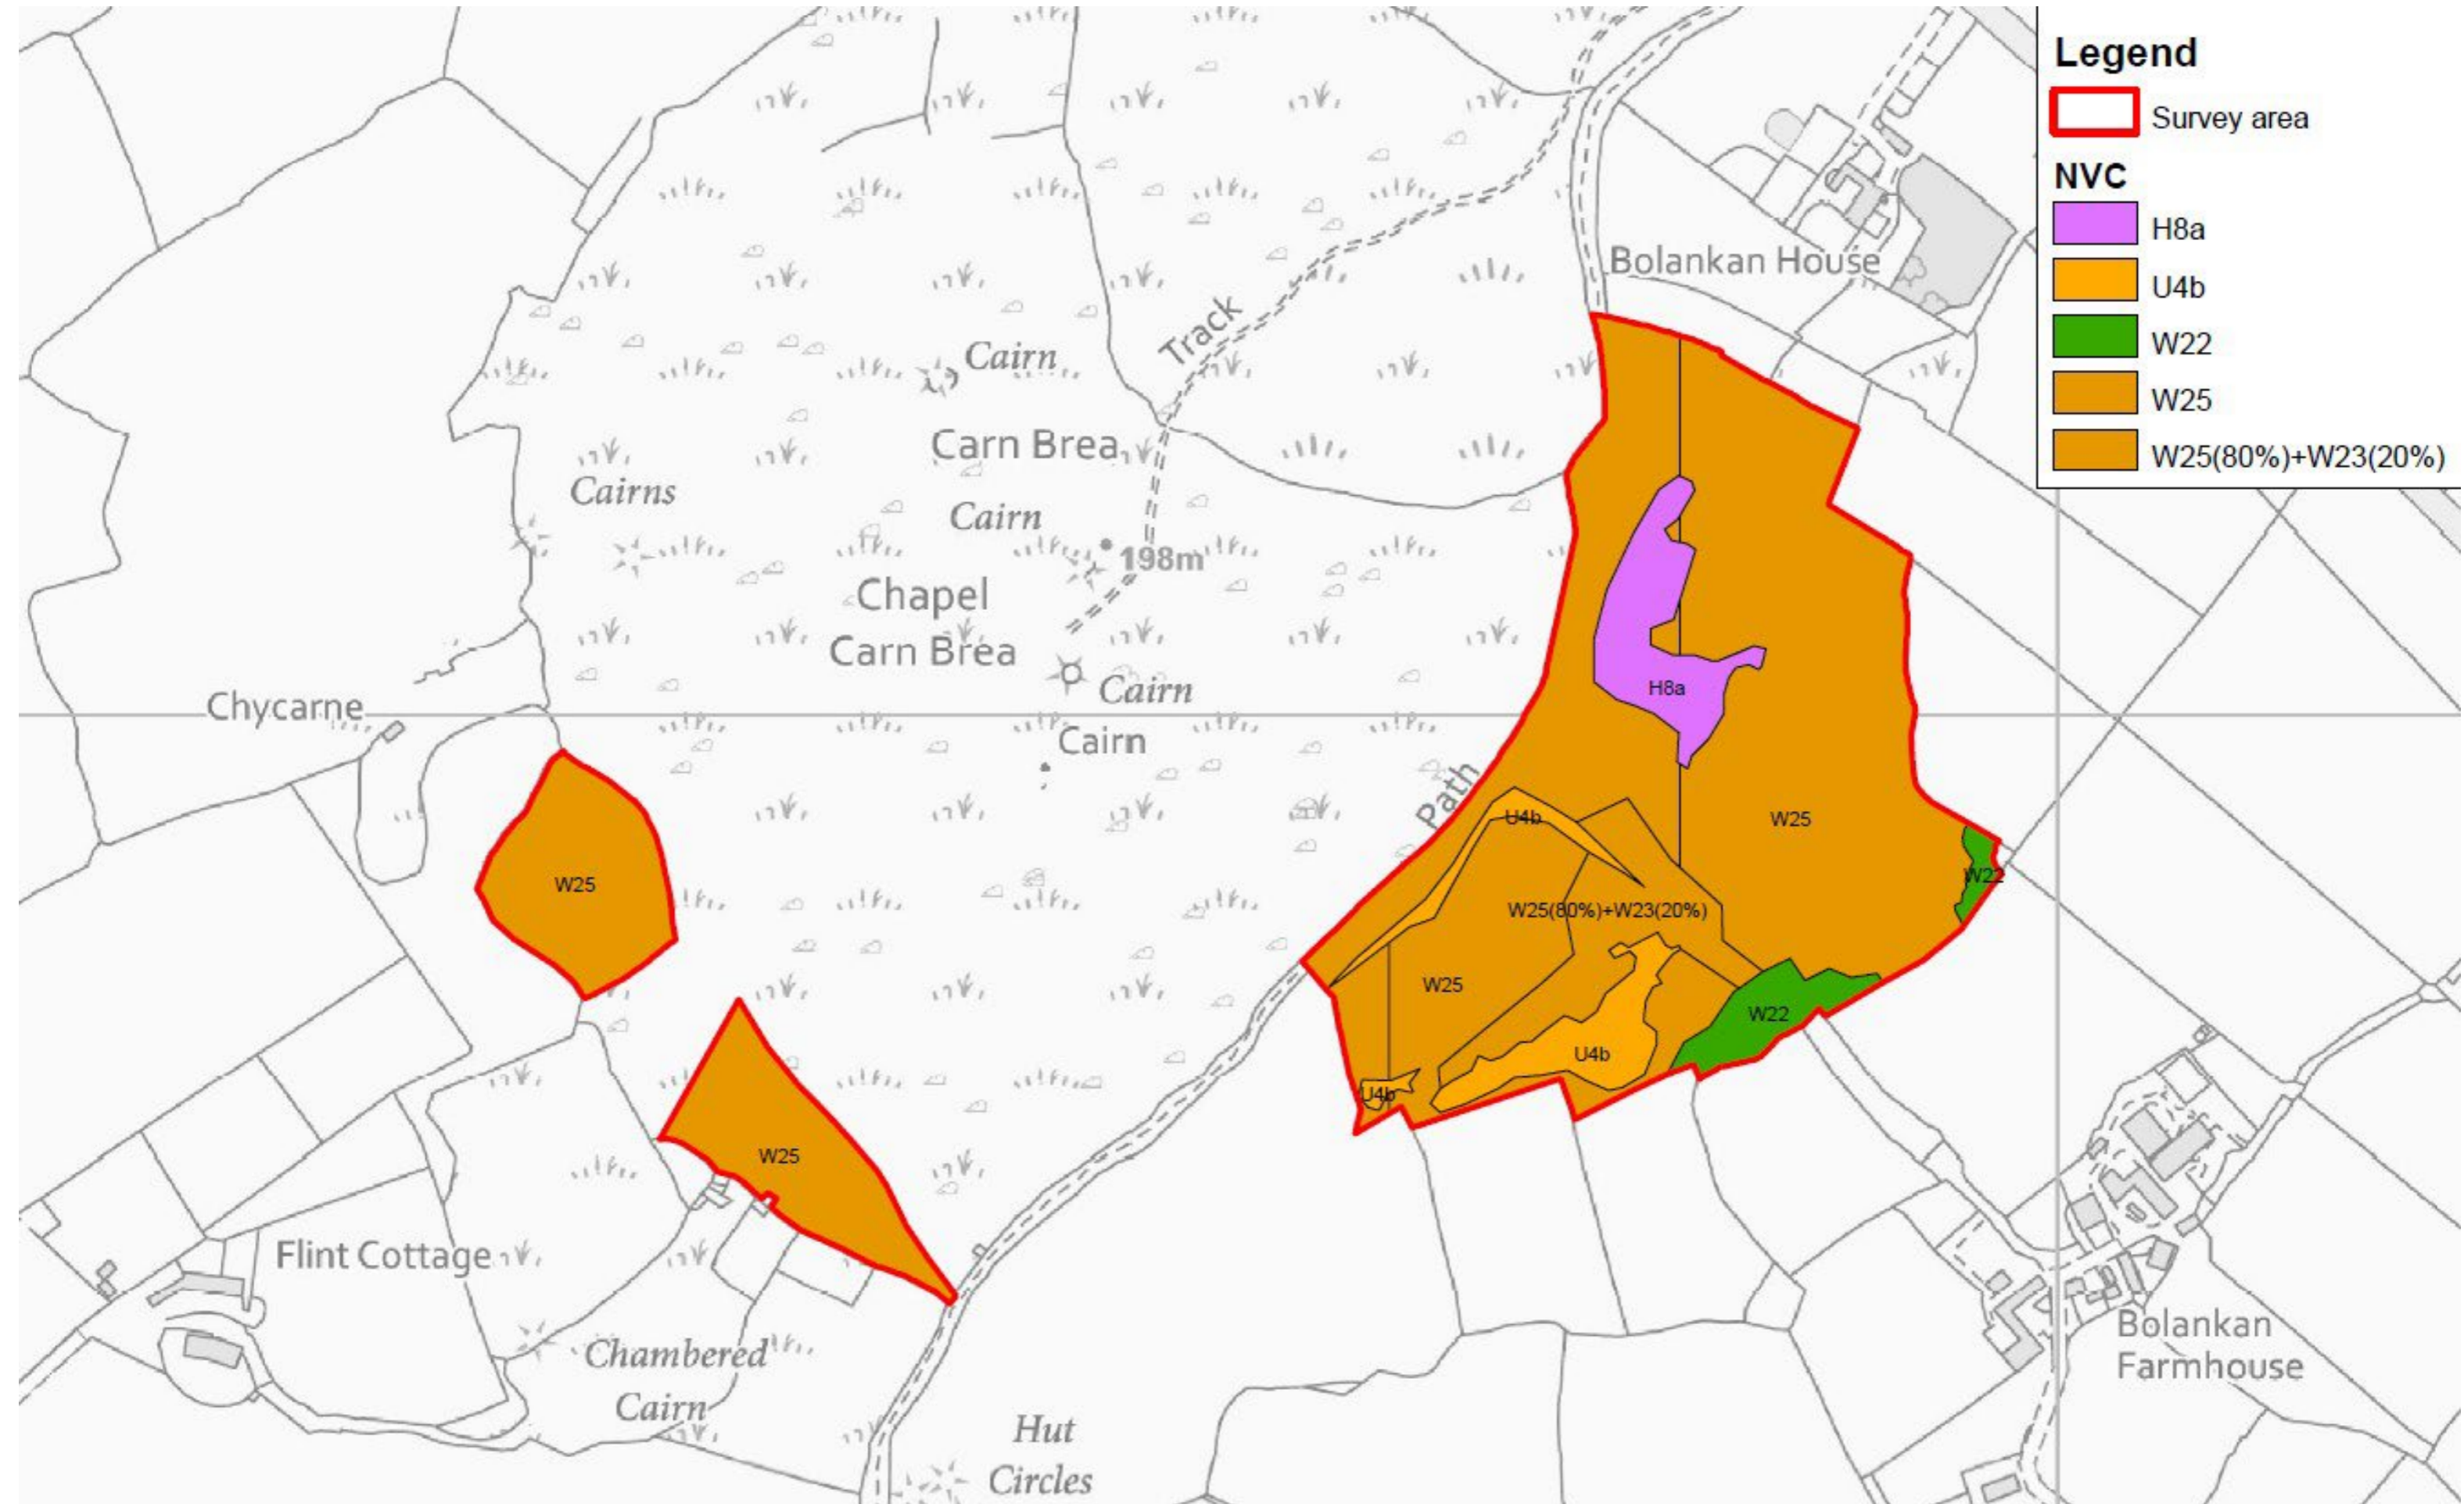 Legend
Survey area
NVC
H8a
U4b
W22
W25
W25(80%)+W23(20%)
Bolankan House
Track
Cairn
Carn Brea
Cairns
Cairn
198m
Chapel
Carn Brea
Cairn
Chycarne
Cairn
H8a
Path
U4b
W25
W22
W25
W25(80%)+W23(20%)
W25
W22
U4b
U4b
W25
Flint Cottage
Chambered
Cairn
Hut
Circles
Bolankan
Farmhouse